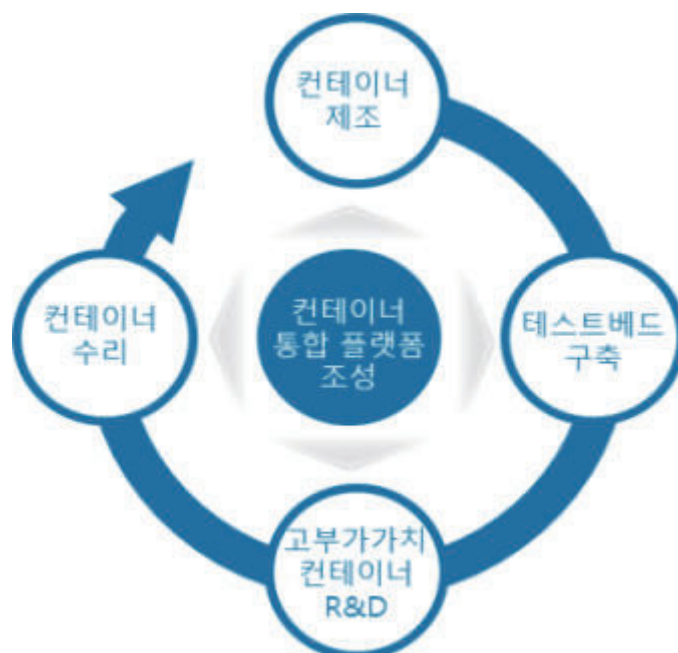 컨테이너
제조
컨테이너
수리
컨테이너
통합 플랫폼
조성
테스트베드
구축
고부가가치
컨테이너
R&D